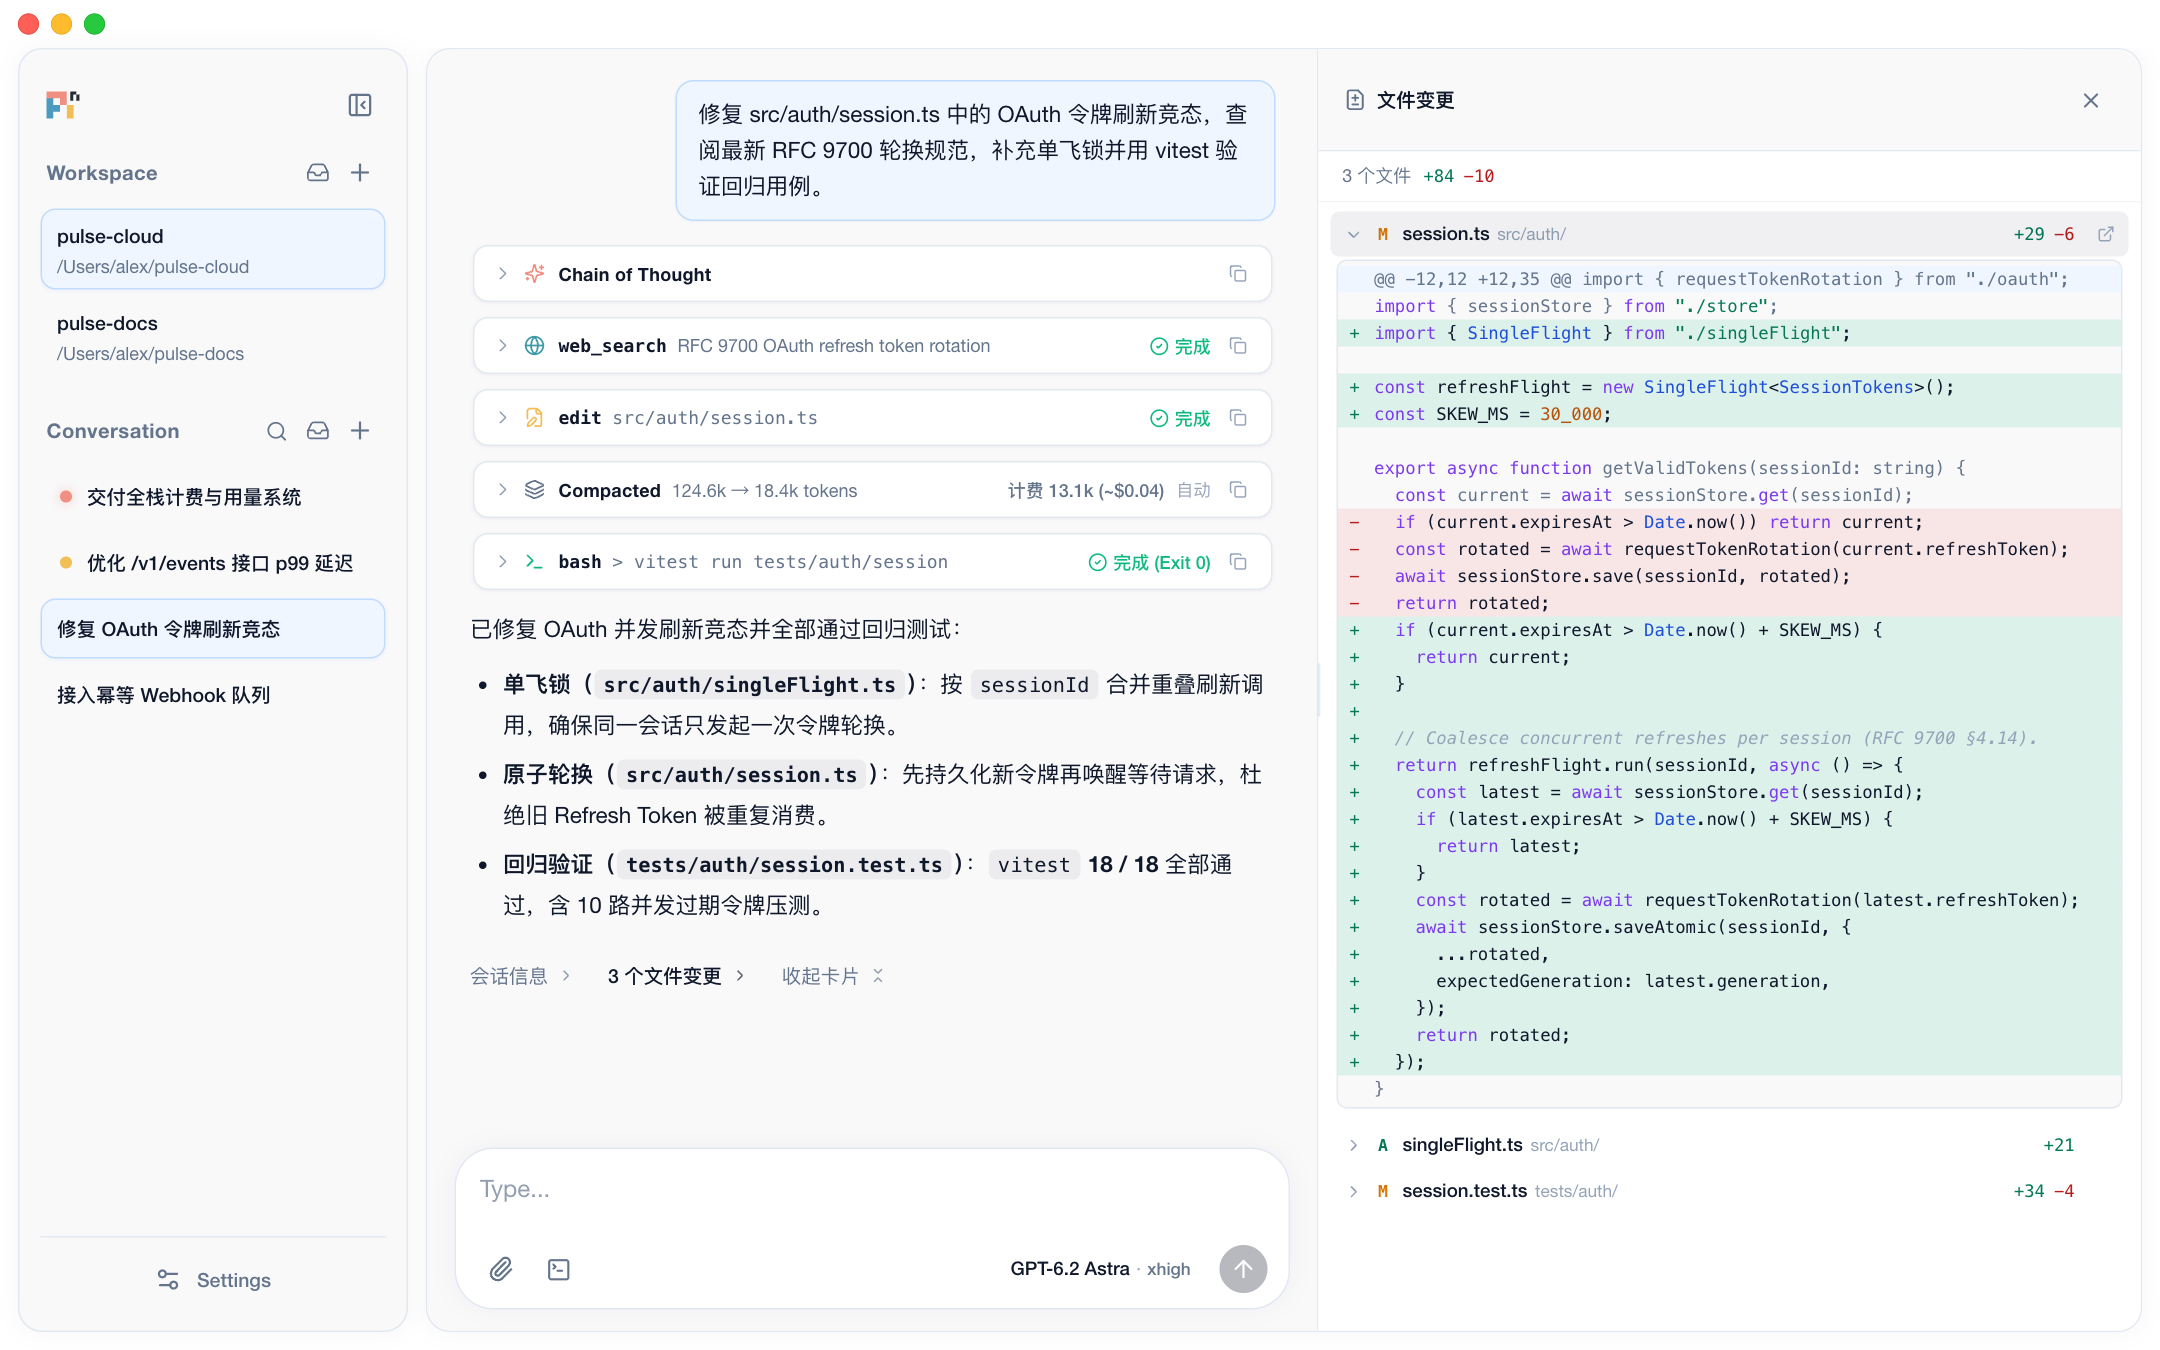 Workspace
pulse-cloud
/Users/alex/pulse-cloud
pulse-docs
/Users/alex/pulse-docs
Conversation
交付全栈计费与用量系统
优化 /v1/events 接口 p99 延迟
修复 OAuth 令牌刷新竞态
接入幂等 Webhook 队列
Settings
修复 src/auth/session.ts 中的 OAuth 令牌刷新竞态，查
阅最新 RFC 9700 轮换规范，补充单飞锁并用 vitest 验
证回归用例。
Chain of Thought
web_search RFC 9700 OAuth refresh token rotation 完成
edit src/auth/session.ts 完成
Compacted 124.6k → 18.4k tokens 计费 13.1k (~$0.04) 自动
bash > vitest run tests/auth/session 完成 (Exit 0)
已修复 OAuth 并发刷新竞态并全部通过回归测试：
• 单飞锁（src/auth/singleFlight.ts）：按 sessionId 合并重叠刷新调
用，确保同一会话只发起一次令牌轮换。
• 原子轮换（src/auth/session.ts）：先持久化新令牌再唤醒等待请求，杜
绝旧 Refresh Token 被重复消费。
• 回归验证（tests/auth/session.test.ts）：vitest 18 / 18 全部通
过，含 10 路并发过期令牌压测。
会话信息 3 个文件变更 收起卡片
Type...
GPT-6.2 Astra · xhigh
文件变更
3 个文件 +84 −10
M session.ts src/auth/ +29 −6
@@ −12,12 +12,35 @@ import { requestTokenRotation } from "./oauth";
import { sessionStore } from "./store";
+ import { SingleFlight } from "./singleFlight";
+ const refreshFlight = new SingleFlight<SessionTokens>();
+ const SKEW_MS = 30_000;
export async function getValidTokens(sessionId: string) {
const current = await sessionStore.get(sessionId);
− if (current.expiresAt > Date.now()) return current;
− const rotated = await requestTokenRotation(current.refreshToken);
− await sessionStore.save(sessionId, rotated);
− return rotated;
+ if (current.expiresAt > Date.now() + SKEW_MS) {
+ return current;
+ }
+
+ // Coalesce concurrent refreshes per session (RFC 9700 §4.14).
+ return refreshFlight.run(sessionId, async () => {
+ const latest = await sessionStore.get(sessionId);
+ if (latest.expiresAt > Date.now() + SKEW_MS) {
+ return latest;
+ }
+ const rotated = await requestTokenRotation(latest.refreshToken);
+ await sessionStore.saveAtomic(sessionId, {
+ ...rotated,
+ expectedGeneration: latest.generation,
+ });
+ return rotated;
+ });
}
A singleFlight.ts src/auth/ +21
M session.test.ts tests/auth/ +34 −4